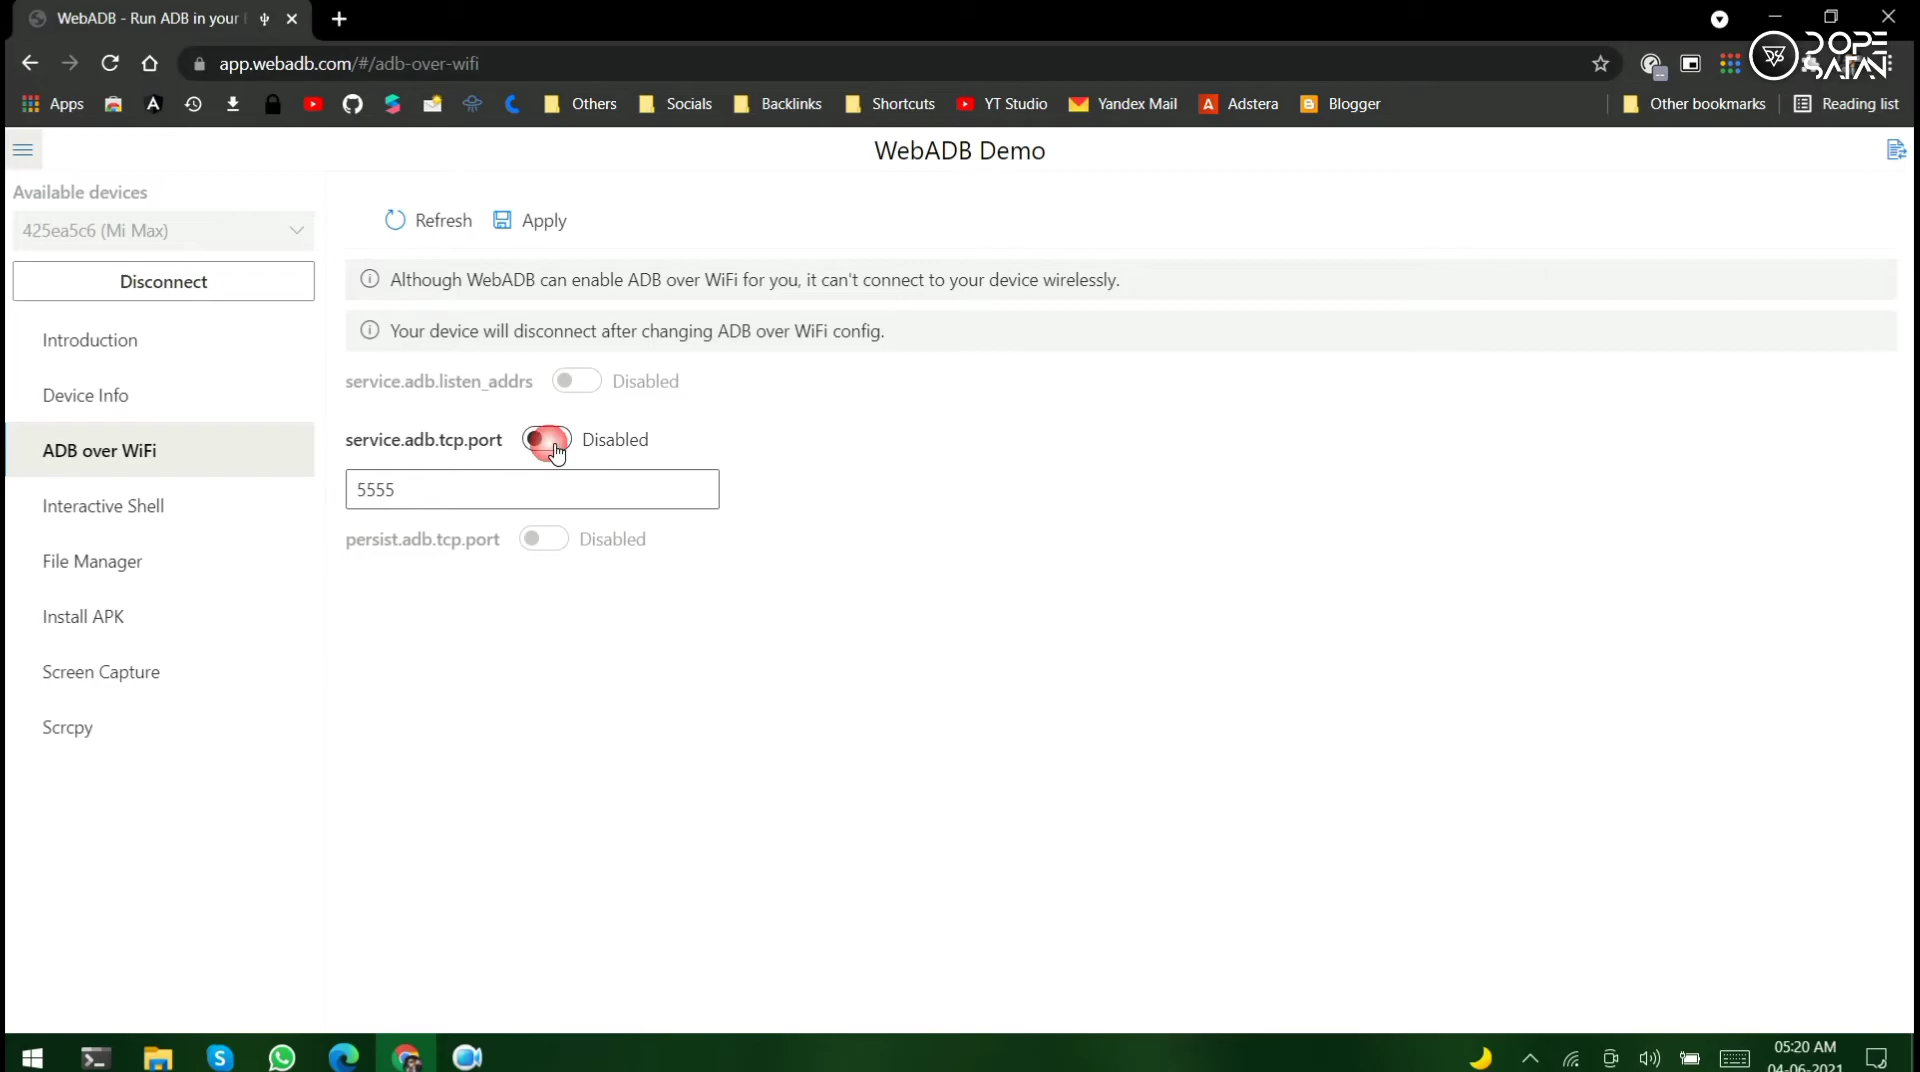 WebADB - Run ADB in your
DOPE
SATAN
app.webadb.com/#/adb-over-wifi
Apps
Others
Socials
Backlinks
Shortcuts
YT Studio
Yandex Mail
Adstera
Blogger
Other bookmarks
Reading list
WebADB Demo
Available devices
425ea5c6 (Mi Max)
Disconnect
Introduction
Device Info
ADB over WiFi
Interactive Shell
File Manager
Install APK
Screen Capture
Scrcpy
Refresh
Apply
Although WebADB can enable ADB over WiFi for you, it can't connect to your device wirelessly.
Your device will disconnect after changing ADB over WiFi config.
service.adb.listen_addrs Disabled
service.adb.tcp.port Disabled
5555
persist.adb.tcp.port Disabled
05:20 AM
04-06-2021